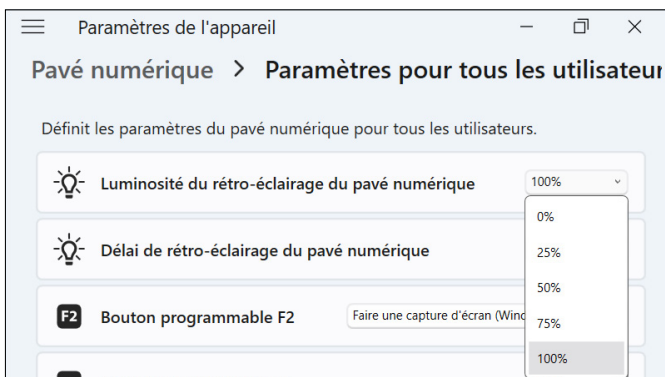 Paramètres de l'appareil
Pavé numérique > Paramètres pour tous les
Définit les paramètres du pavé numérique pour tous les utilisateurs.
Luminosité du rétro-éclairage du pavé numérique 100%
0%
Délai de rétro-éclairage du pavé numérique 25%
50%
F2 Bouton programmable F2 Faire une capture d'écran
75%
100%